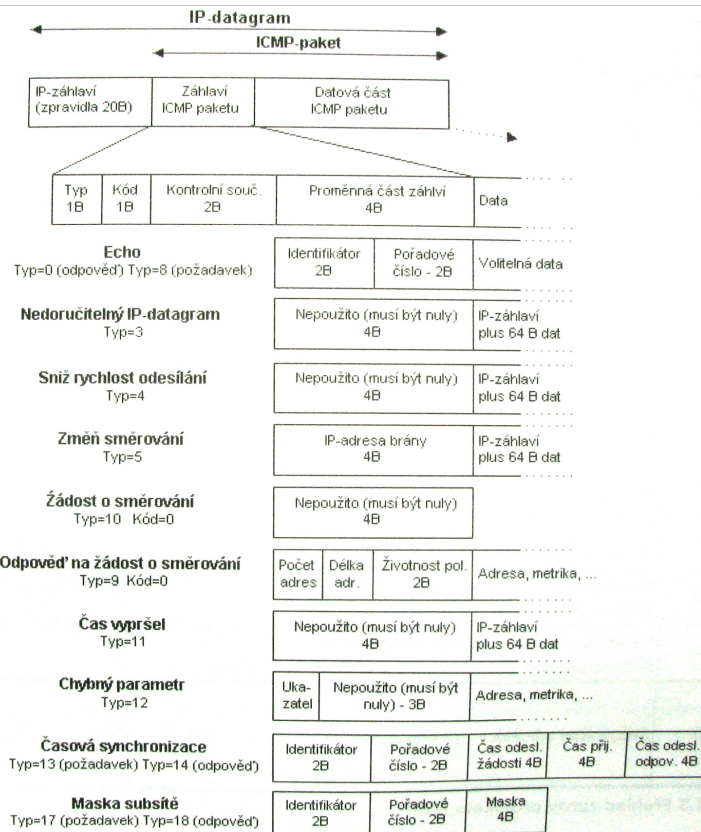 IP-datagram
ICMP-paket
IP-záhlaví
(zpravidla 20B)
Záhlaví
ICMP paketu
Datová část
ICMP paketu
Typ
1B
Kód
1B
Kontrolní souč.
2B
Proměnná část záhlví
4B
Data
Echo
Typ=0 (odpověď) Typ=8 (požadavek)
Identifikátor
2B
Pořadové
číslo - 2B
Volitelná data
Nedoručitelný IP-datagram
Typ=3
Nepoužito (musí být nuly)
4B
IP-záhlaví
plus 64 B dat
Sniž rychlost odesílání
Typ=4
Nepoužito (musí být nuly)
4B
IP-záhlaví
plus 64 B dat
Změň směrování
Typ=5
IP-adresa brány
4B
IP-záhlaví
plus 64 B dat
Žádost o směrování
Typ=10 Kód=0
Nepoužito (musí být nuly)
4B
Odpověď na žádost o směrování
Typ=9 Kód=0
Počet
adres
Délka
adr.
Životnost pol.
2B
Adresa, metrika, ...
Čas vypršel
Typ=11
Nepoužito (musí být nuly)
4B
IP-záhlaví
plus 64 B dat
Chybný parametr
Typ=12
Uka-
zatel
Nepoužito (musí být
nuly) - 3B
Adresa, metrika, ...
Časová synchronizace
Typ=13 (požadavek) Typ=14 (odpověď)
Identifikátor
2B
Pořadové
číslo - 2B
Čas odesl.
žádosti 4B
Čas přij.
4B
Čas odesl.
odpov. 4B
Maska subsítě
Typ=17 (požadavek) Typ=18 (odpověď)
Identifikátor
2B
Pořadové
číslo - 2B
Maska
4B